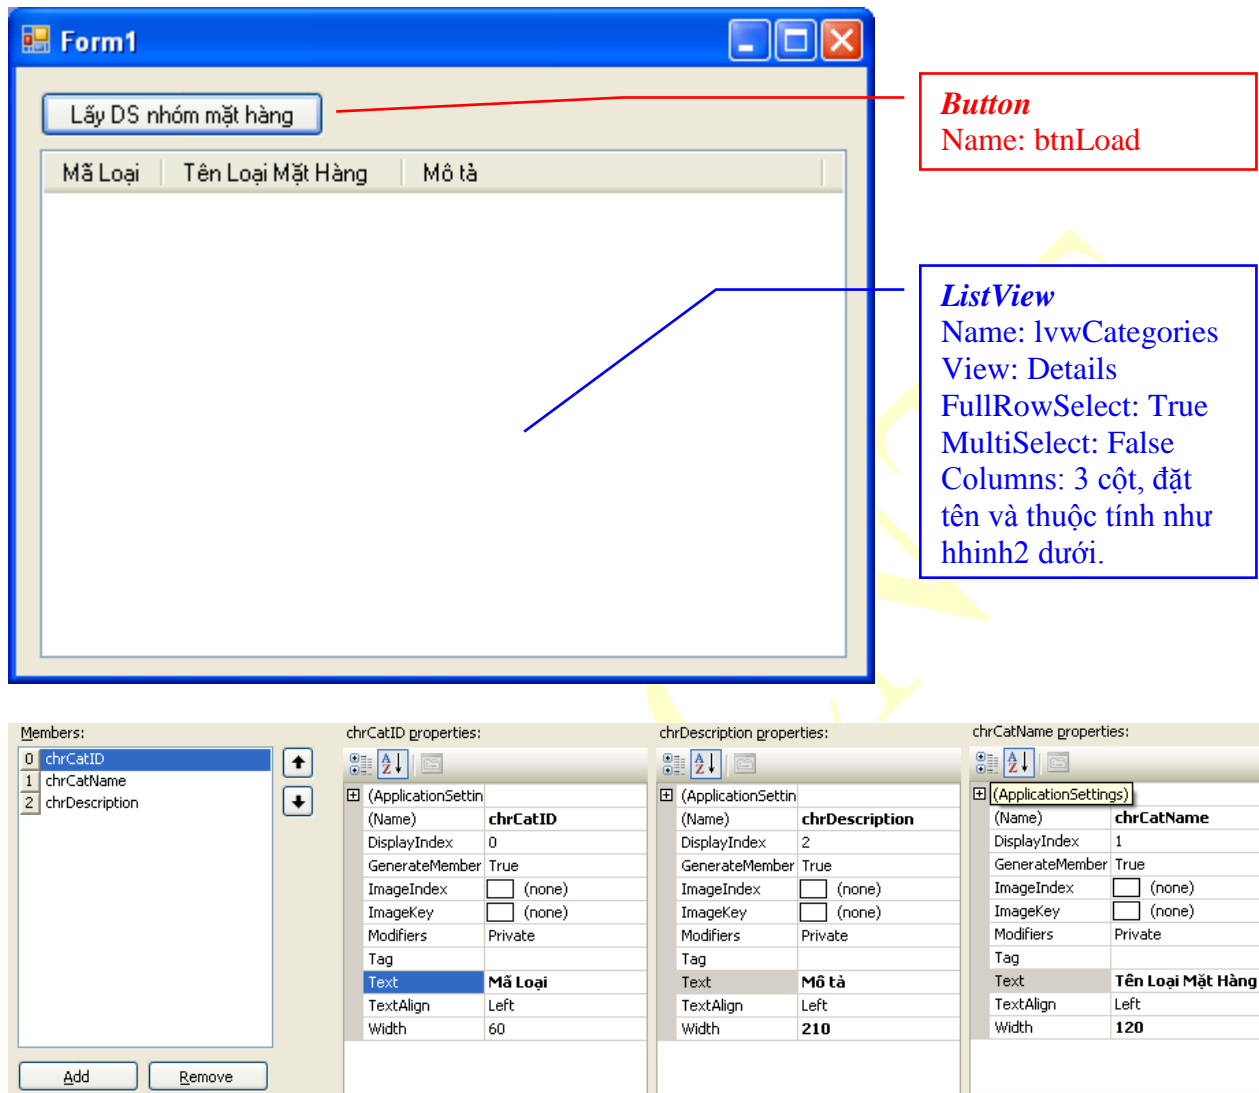 Form1
Lấy DS nhóm mặt hàng
Mã Loại Tên Loại Mặt Hàng Mô tả
Button
Name: btnLoad
ListView
Name: lvwCategories
View: Details
FullRowSelect: True
MultiSelect: False
Columns: 3 cột, đặt
tên và thuộc tính như
hhinh2 dưới.
Members:
0 chrCatID
1 chrCatName
2 chrDescription
Add Remove
chrCatID properties:
(ApplicationSettin
(Name) chrCatID
DisplayIndex 0
GenerateMember True
ImageIndex (none)
ImageKey (none)
Modifiers Private
Tag
Text Mã Loại
TextAlign Left
Width 60
chrDescription properties:
(ApplicationSettin
(Name) chrDescription
DisplayIndex 2
GenerateMember True
ImageIndex (none)
ImageKey (none)
Modifiers Private
Tag
Text Mô tả
TextAlign Left
Width 210
chrCatName properties:
(ApplicationSettings)
(Name) chrCatName
DisplayIndex 1
GenerateMember True
ImageIndex (none)
ImageKey (none)
Modifiers Private
Tag
Text Tên Loại Mặt Hàng
TextAlign Left
Width 120